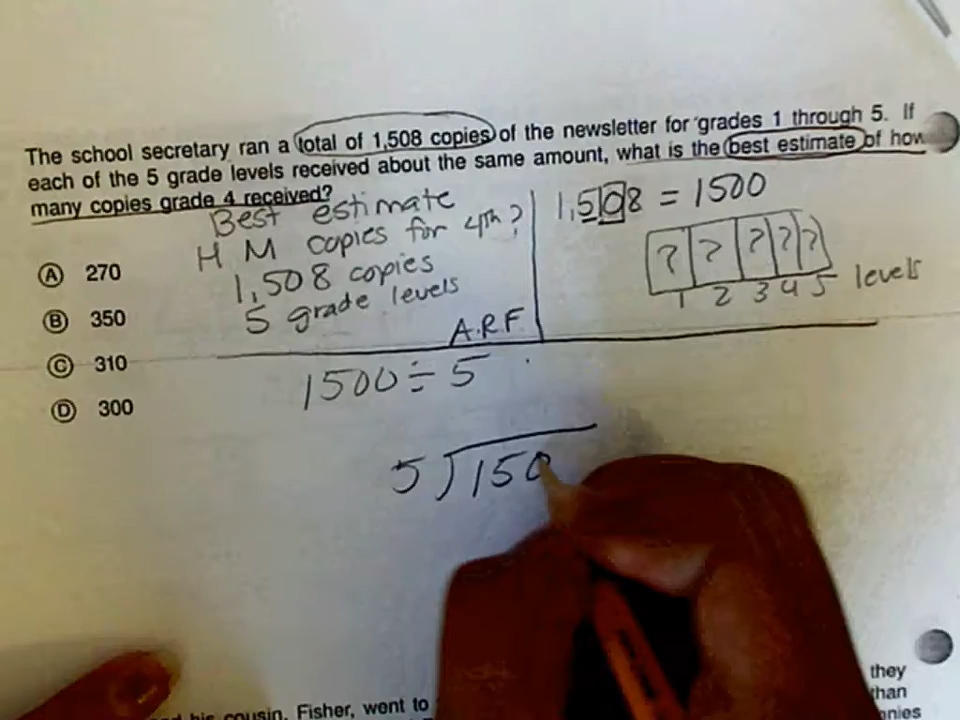 The school secretary ran a total of 1,508 copies of the newsletter for grades 1 through 5. If
each of the 5 grade levels received about the same amount, what is the best estimate of how
many copies grade 4 received?
Best estimate
H M copies for 4th?
1,508 copies
5 grade levels
A.R.F
1,508 = 1500
? ? ? ? ?
1 2 3 4 5 levels
A 270
B 350
C 310
D 300
1500 ÷ 5
5 150
his cousin, Fisher, went to
they
than